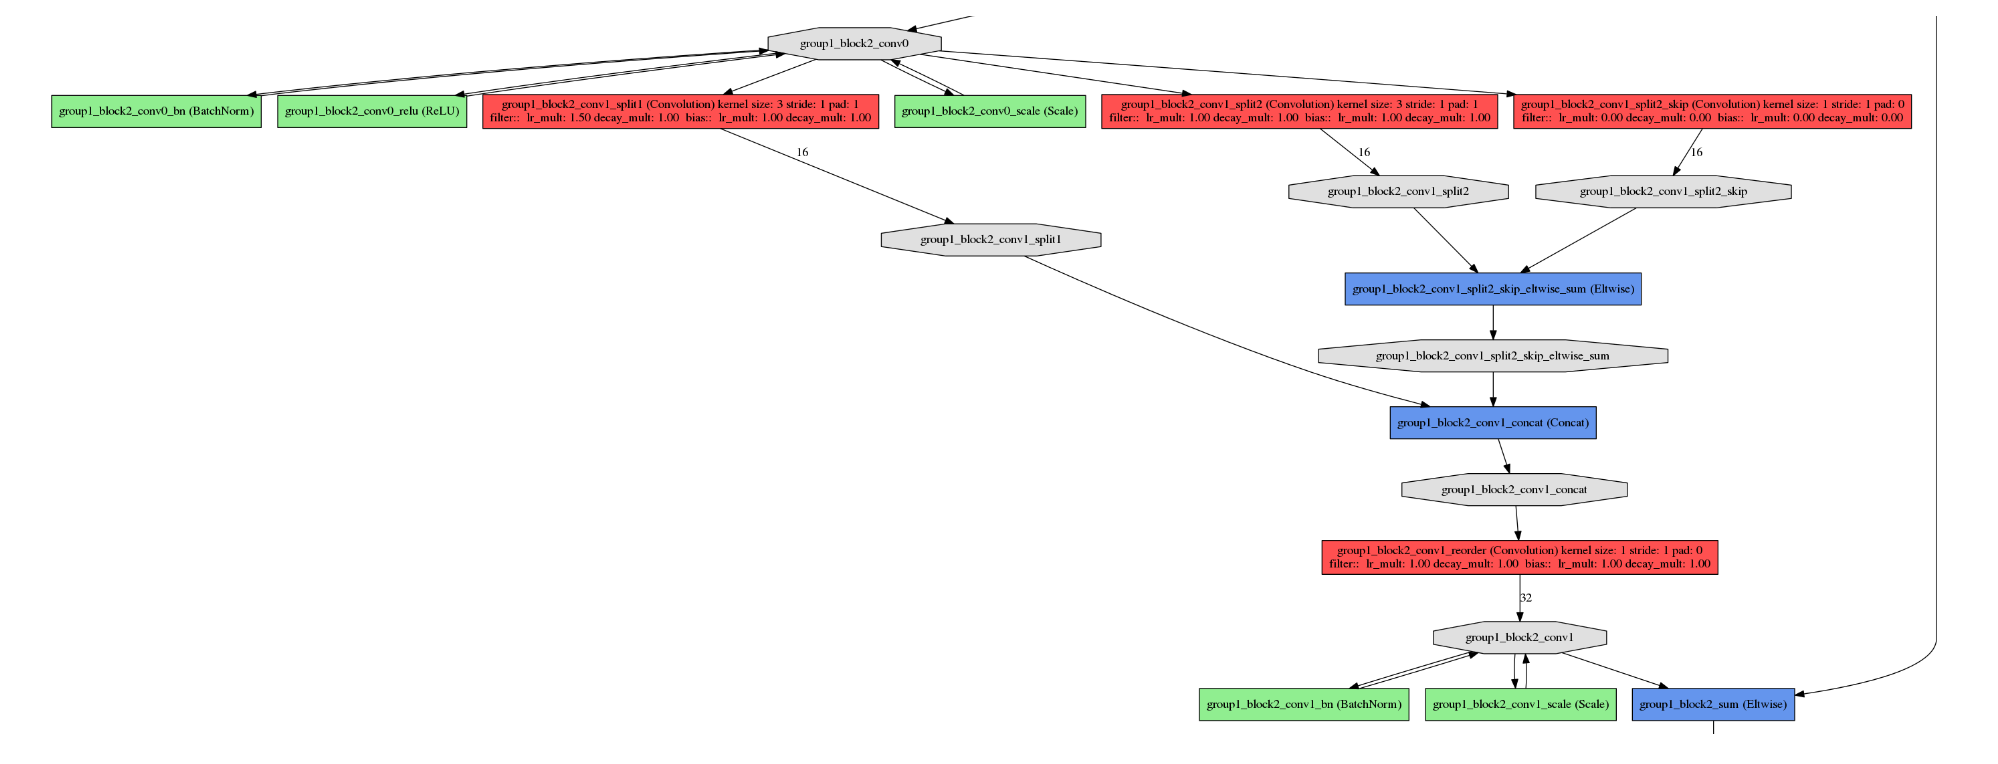 group1_block2_conv0
group1_block2_conv0_bn (BatchNorm)
group1_block2_conv0_relu (ReLU)
group1_block2_conv1_split1 (Convolution) kernel size: 3 stride: 1 pad: 1
filter:: lr_mult: 1.50 decay_mult: 1.00 bias:: lr_mult: 1.00 decay_mult: 1.00
group1_block2_conv0_scale (Scale)
group1_block2_conv1_split2 (Convolution) kernel size: 3 stride: 1 pad: 1
filter:: lr_mult: 1.00 decay_mult: 1.00 bias:: lr_mult: 1.00 decay_mult: 1.00
group1_block2_conv1_split2_skip (Convolution) kernel size: 1 stride: 1 pad: 0
filter:: lr_mult: 0.00 decay_mult: 0.00 bias:: lr_mult: 0.00 decay_mult: 0.00
16
16
16
group1_block2_conv1_split2
group1_block2_conv1_split2_skip
group1_block2_conv1_split1
group1_block2_conv1_split2_skip_eltwise_sum (Eltwise)
group1_block2_conv1_split2_skip_eltwise_sum
group1_block2_conv1_concat (Concat)
group1_block2_conv1_concat
group1_block2_conv1_reorder (Convolution) kernel size: 1 stride: 1 pad: 0
filter:: lr_mult: 1.00 decay_mult: 1.00 bias:: lr_mult: 1.00 decay_mult: 1.00
32
group1_block2_conv1
group1_block2_conv1_bn (BatchNorm)
group1_block2_conv1_scale (Scale)
group1_block2_sum (Eltwise)